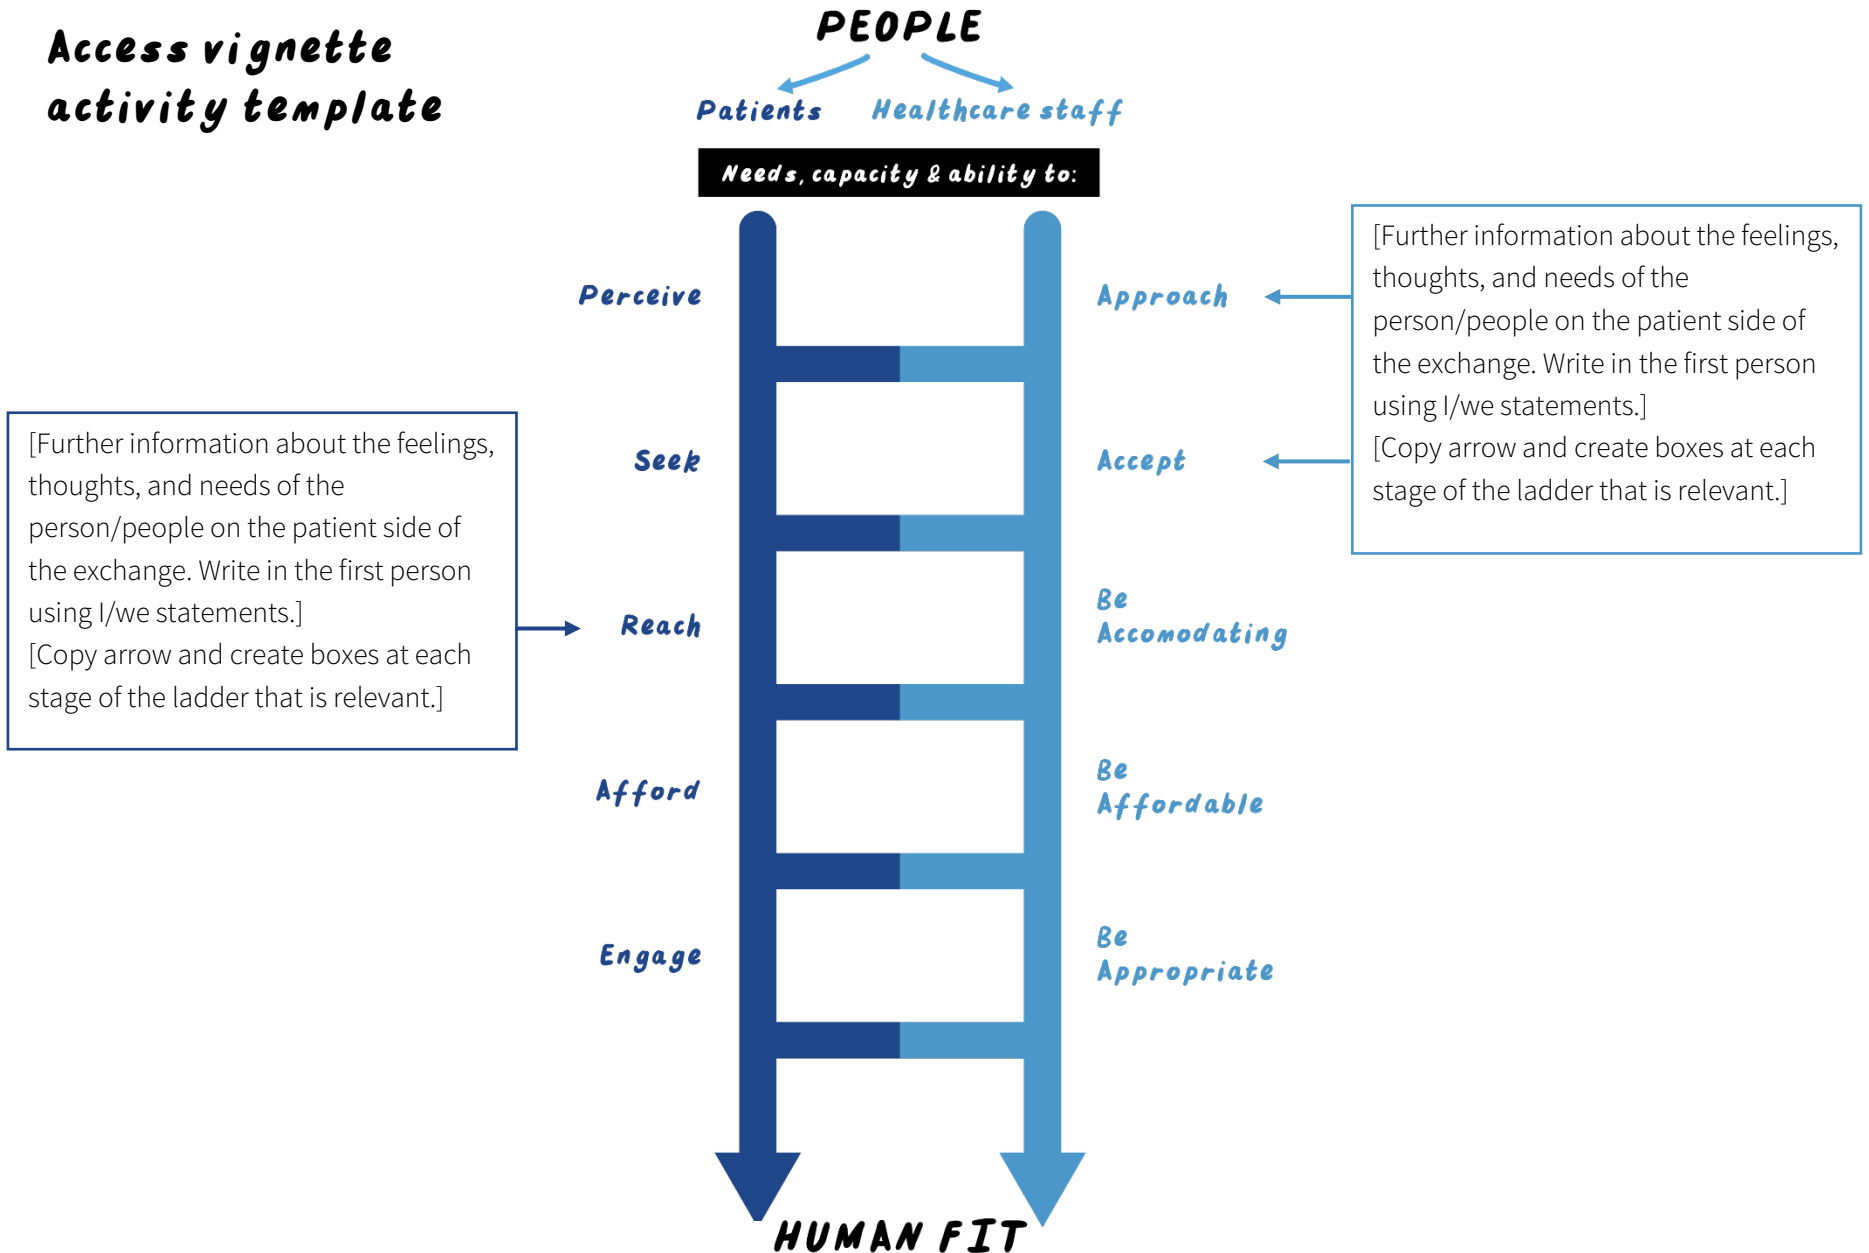 Access vignette
activity template
PEOPLE
Patients
Healthcare staff
Needs, capacity & ability to:
Perceive
Approach
[Further information about the feelings,
thoughts, and needs of the
person/people on the patient side of
the exchange. Write in the first person
using I/we statements.]
[Copy arrow and create boxes at each
stage of the ladder that is relevant.]
[Further information about the feelings,
thoughts, and needs of the
person/people on the patient side of
the exchange. Write in the first person
using I/we statements.]
[Copy arrow and create boxes at each
stage of the ladder that is relevant.]
Seek
Accept
Reach
Be
Accomodating
Afford
Be
Affordable
Engage
Be
Appropriate
HUMAN FIT